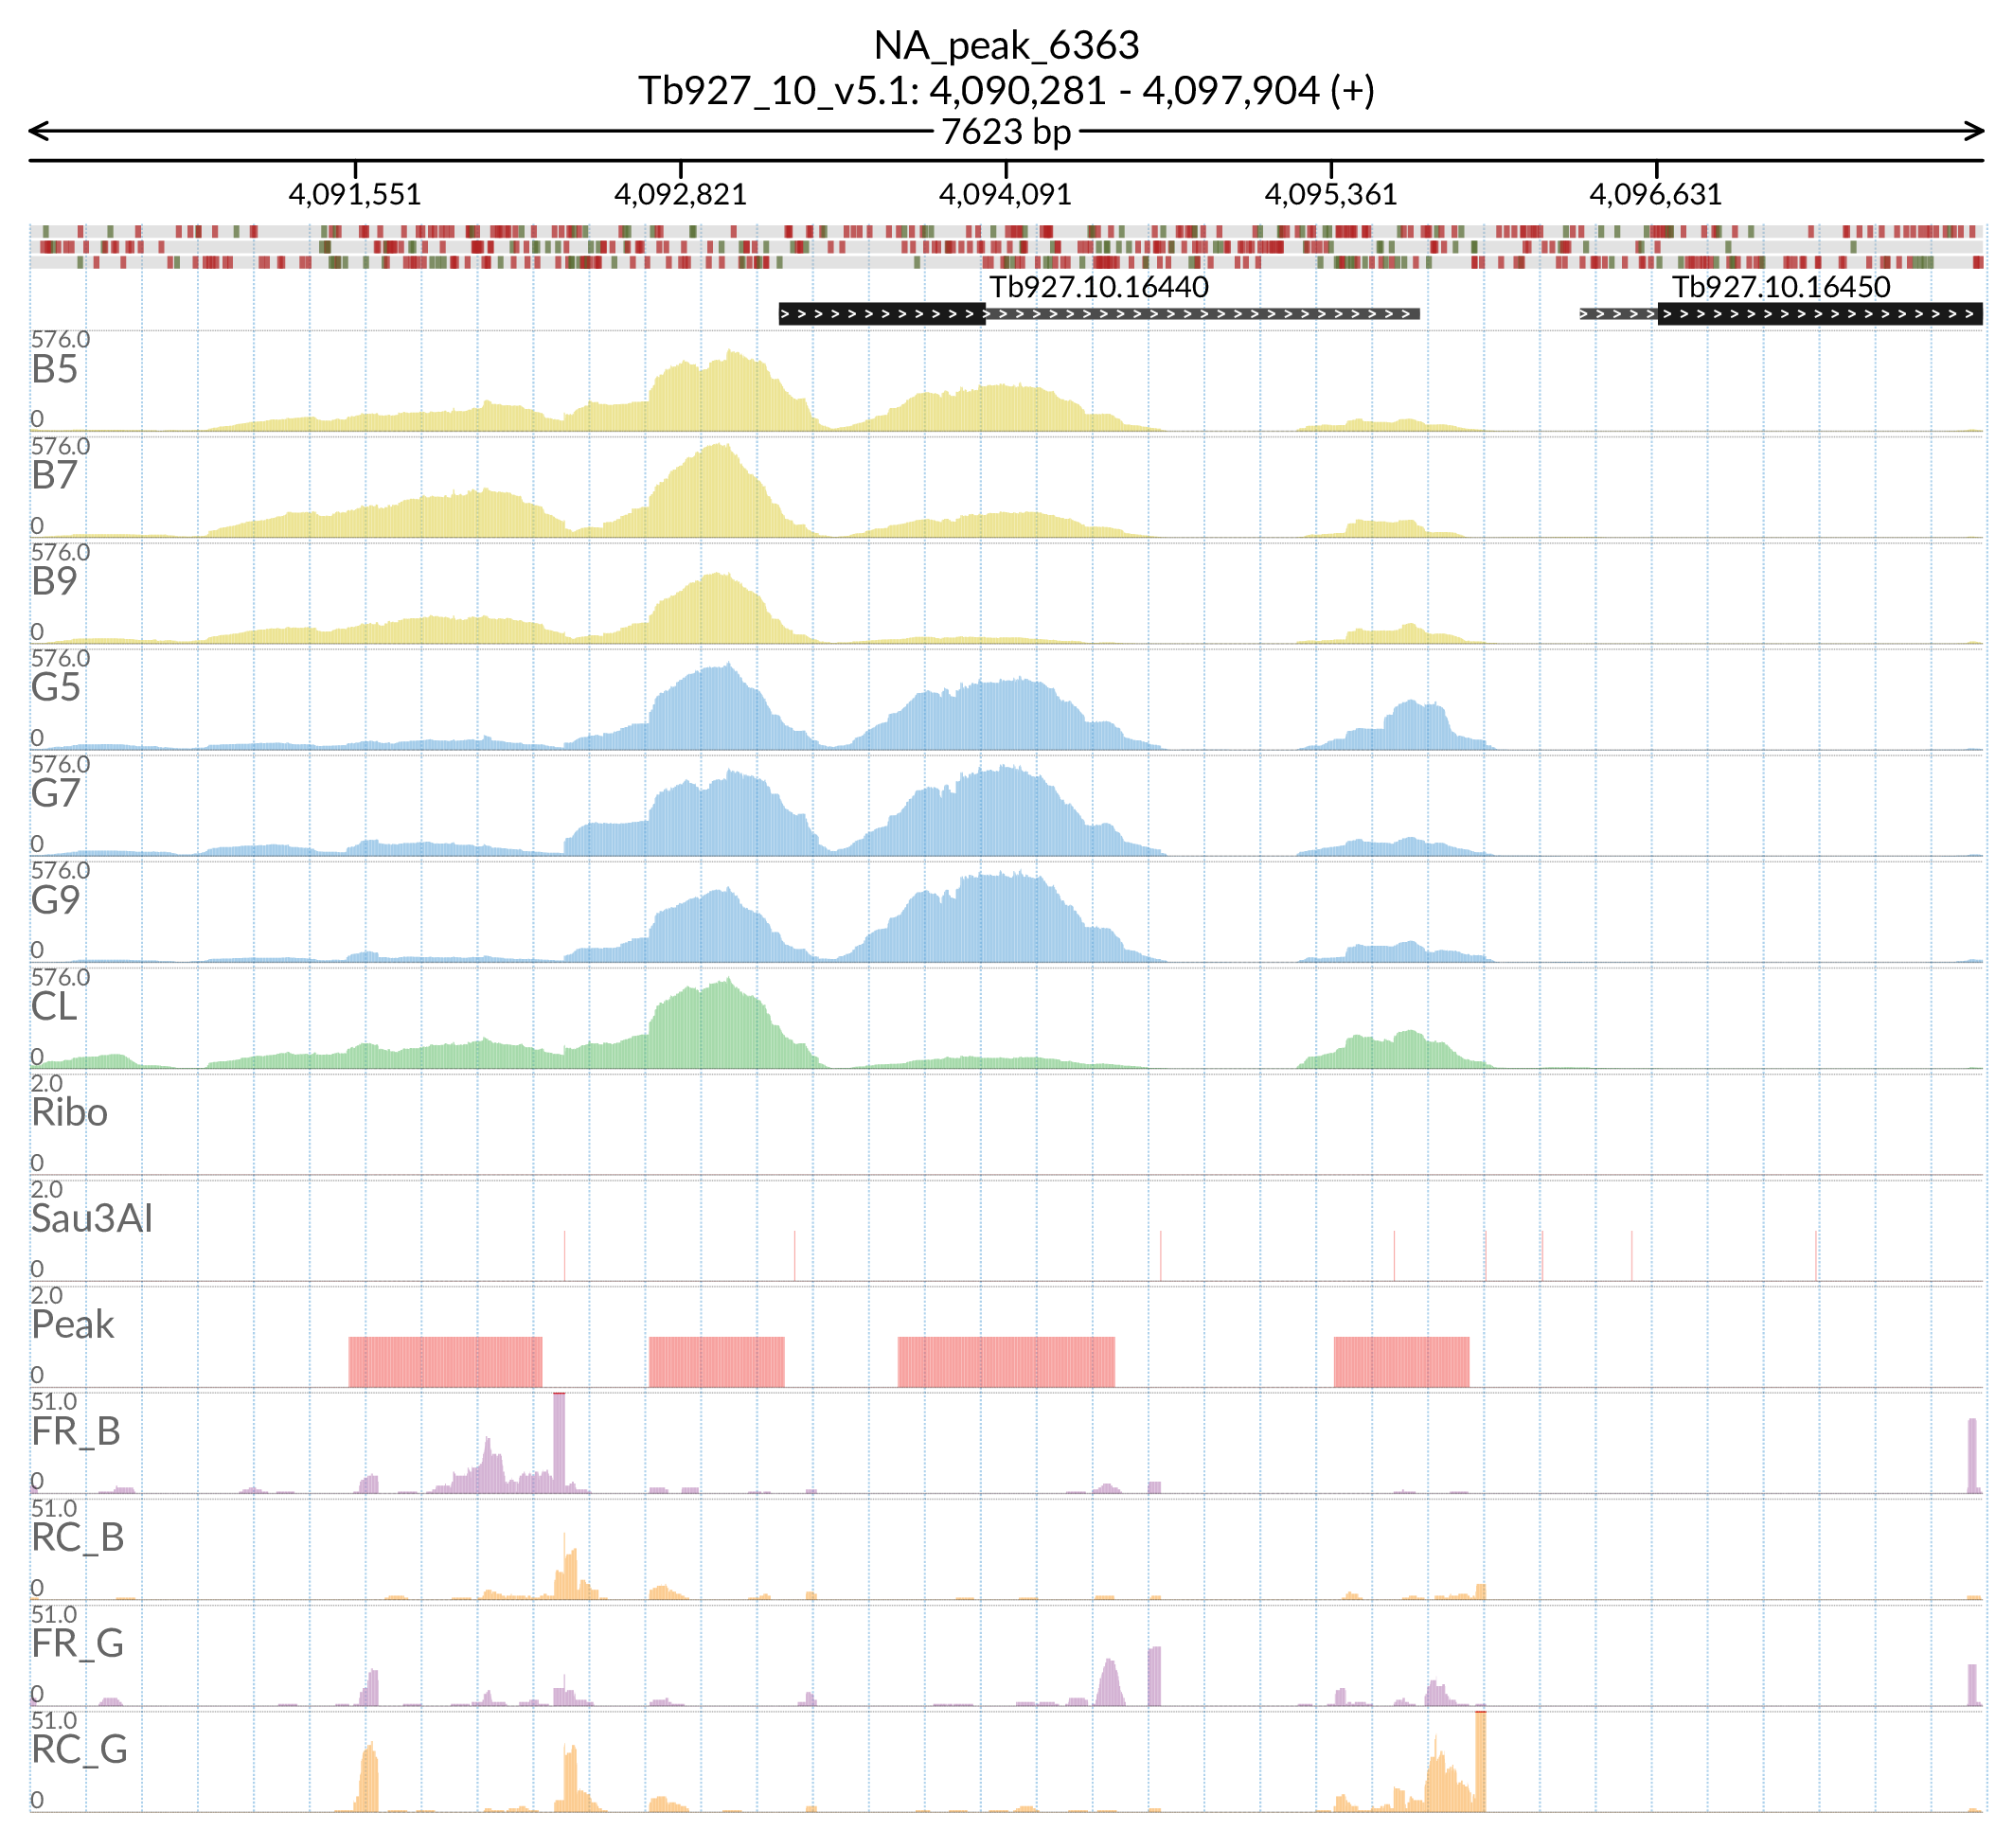 NA_peak_6363
Tb927_10_v5.1: 4,090,281 - 4,097,904 (+)
7623 bp
4,091,551 4,092,821 4,094,091 4,095,361 4,096,631
Tb927.10.16440 Tb927.10.16450
576.0
B5
0
576.0
B7
0
576.0
B9
0
576.0
G5
0
576.0
G7
0
576.0
G9
0
576.0
CL
0
2.0
Ribo
0
2.0
Sau3AI
0
2.0
Peak
0
51.0
FR_B
0
51.0
RC_B
0
51.0
FR_G
0
51.0
RC_G
0